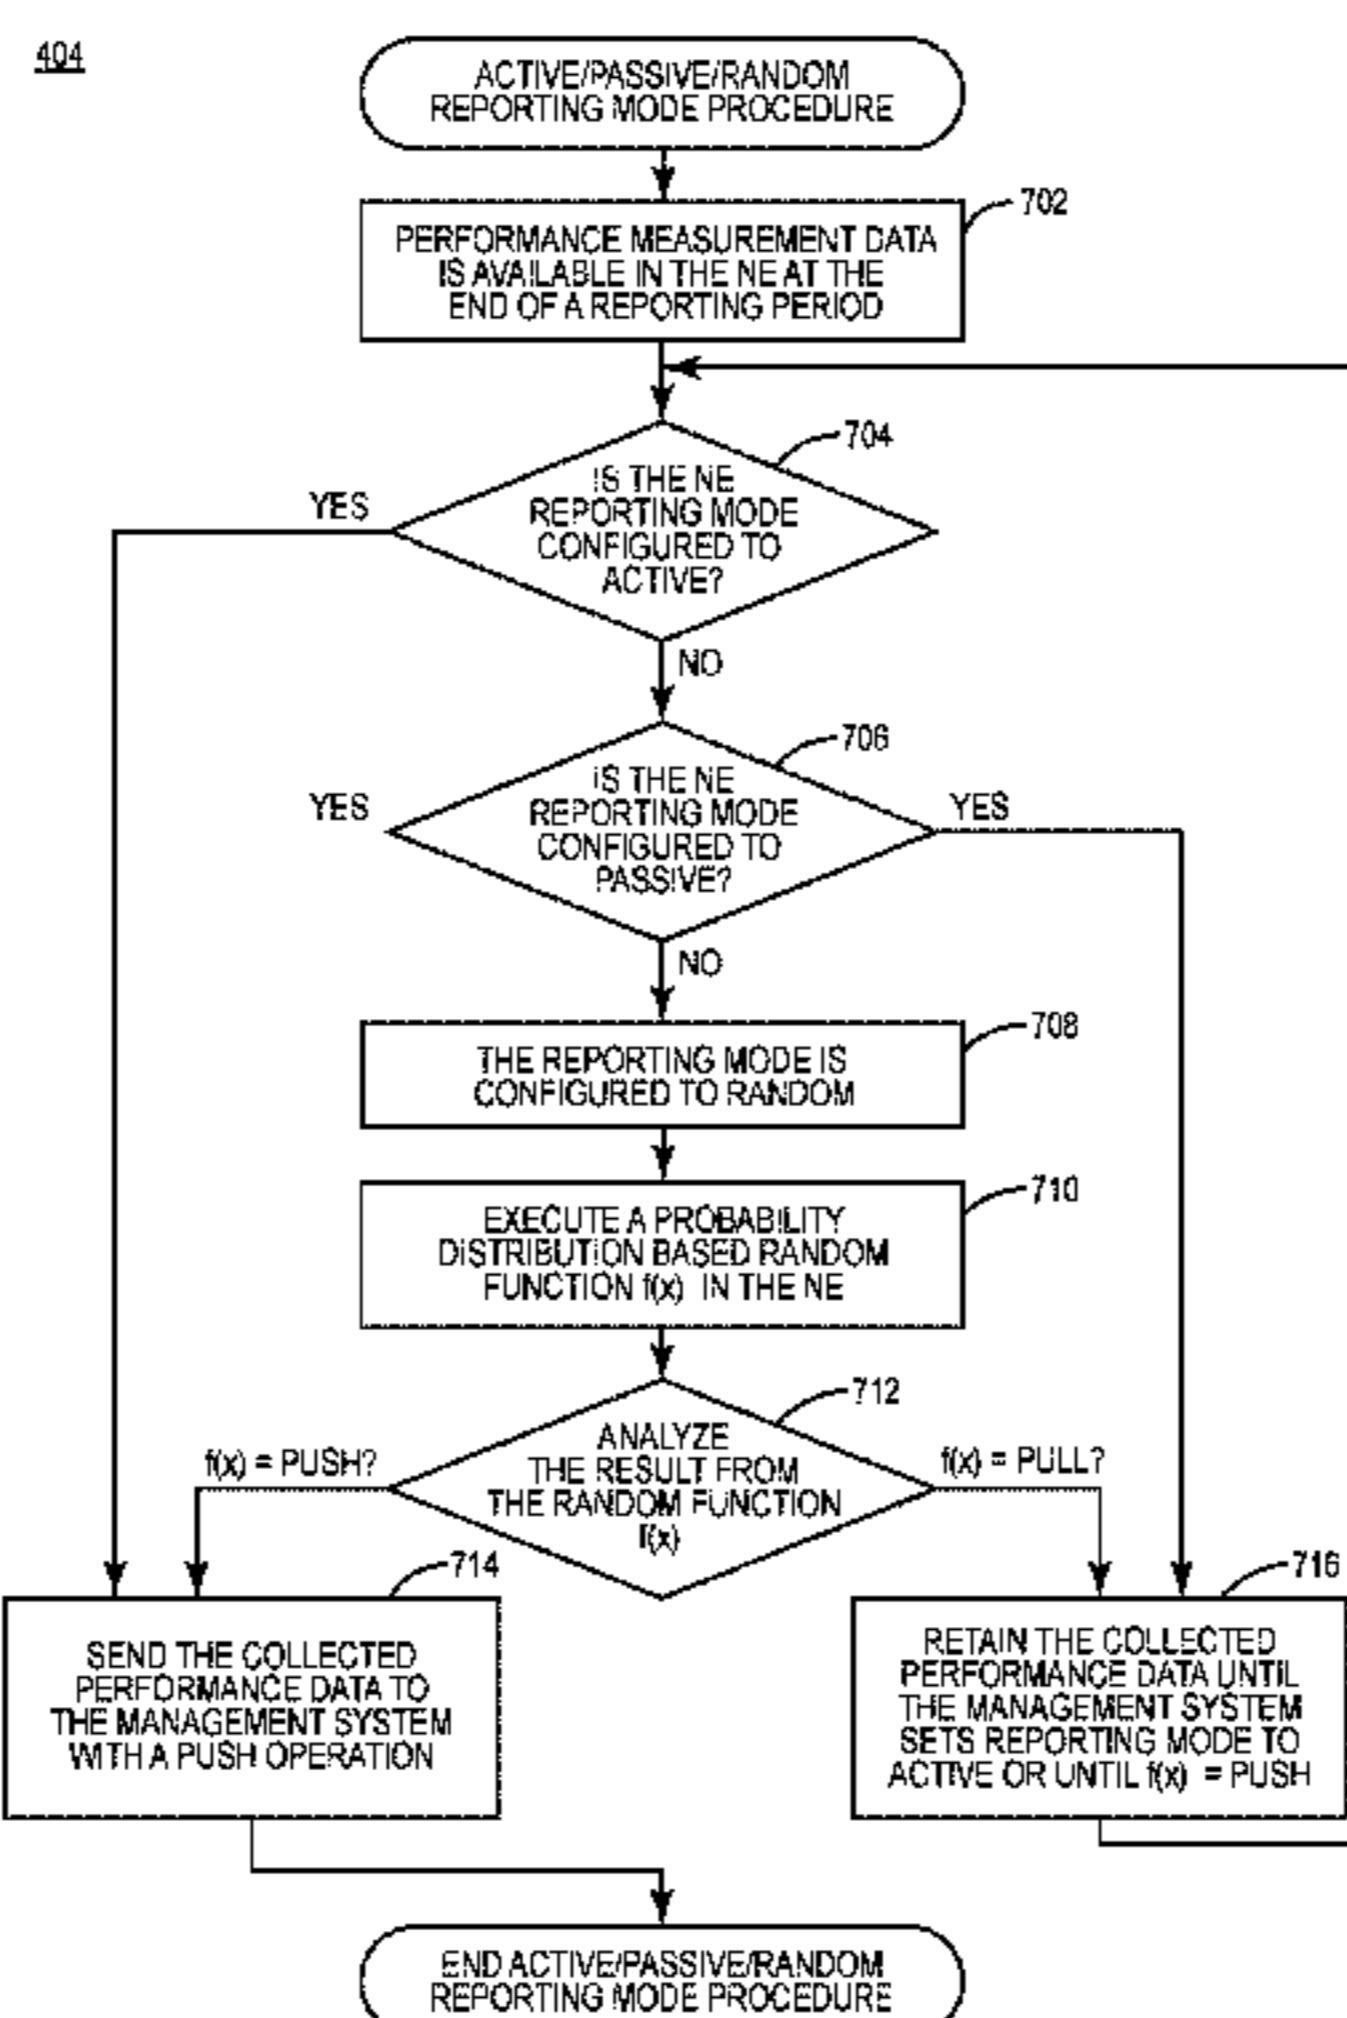 404
ACTIVE/PASSIVE/RANDOM
REPORTING MODE PROCEDURE
702
PERFORMANCE MEASUREMENT DATA
IS AVAILABLE IN THE NE AT THE
END OF A REPORTING PERIOD
704
IS THE NE
REPORTING MODE
CONFIGURED TO
ACTIVE?
YES
NO
706
IS THE NE
REPORTING MODE
CONFIGURED TO
PASSIVE?
YES
YES
NO
708
THE REPORTING MODE IS
CONFIGURED TO RANDOM
710
EXECUTE A PROBABILITY
DISTRIBUTION BASED RANDOM
FUNCTION f(x) IN THE NE
712
ANALYZE
THE RESULT FROM
THE RANDOM FUNCTION
f(x)
f(x) = PUSH?
f(x) = PULL?
714
SEND THE COLLECTED
PERFORMANCE DATA TO
THE MANAGEMENT SYSTEM
WITH A PUSH OPERATION
716
RETAIN THE COLLECTED
PERFORMANCE DATA UNTIL
THE MANAGEMENT SYSTEM
SETS REPORTING MODE TO
ACTIVE OR UNTIL f(x) = PUSH
END ACTIVE/PASSIVE/RANDOM
REPORTING MODE PROCEDURE